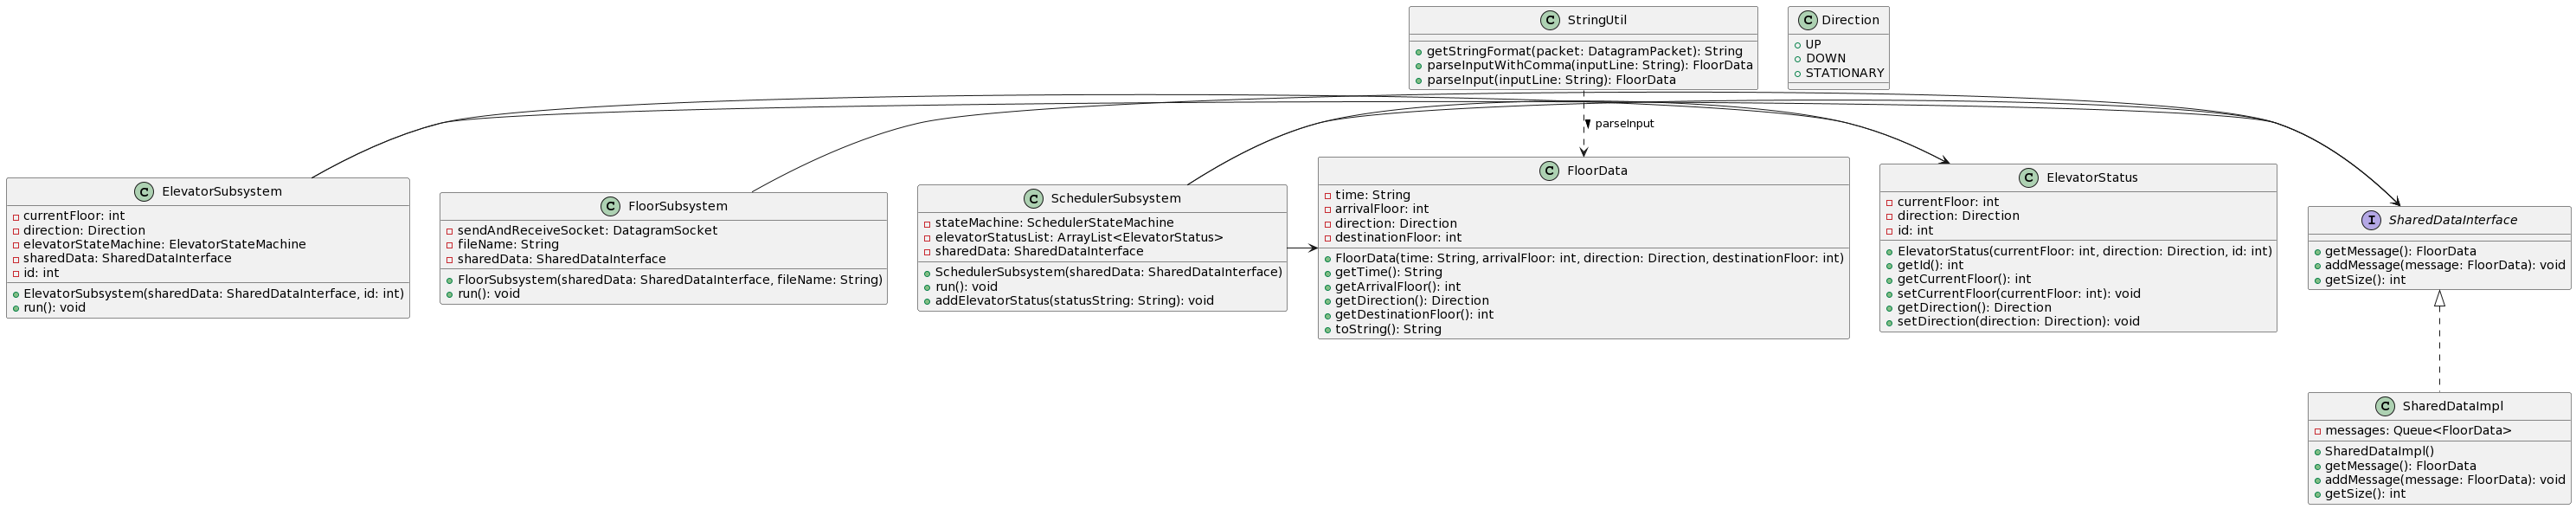 C StringUtil
getStringFormat(packet: DatagramPacket): String
parseInputWithComma(inputLine: String): FloorData
parseInput(inputLine: String): FloorData
C Direction
UP
DOWN
STATIONARY
parseInput
C ElevatorSubsystem
currentFloor: int
direction: Direction
elevatorStateMachine: ElevatorStateMachine
sharedData: SharedDataInterface
id: int
ElevatorSubsystem(sharedData: SharedDataInterface, id: int)
run(): void
C FloorSubsystem
sendAndReceiveSocket: DatagramSocket
fileName: String
sharedData: SharedDataInterface
FloorSubsystem(sharedData: SharedDataInterface, fileName: String)
run(): void
C SchedulerSubsystem
stateMachine: SchedulerStateMachine
elevatorStatusList: ArrayList<ElevatorStatus>
sharedData: SharedDataInterface
SchedulerSubsystem(sharedData: SharedDataInterface)
run(): void
addElevatorStatus(statusString: String): void
C FloorData
time: String
arrivalFloor: int
direction: Direction
destinationFloor: int
FloorData(time: String, arrivalFloor: int, direction: Direction, destinationFloor: int)
getTime(): String
getArrivalFloor(): int
getDirection(): Direction
getDestinationFloor(): int
toString(): String
C ElevatorStatus
currentFloor: int
direction: Direction
id: int
ElevatorStatus(currentFloor: int, direction: Direction, id: int)
getId(): int
getCurrentFloor(): int
setCurrentFloor(currentFloor: int): void
getDirection(): Direction
setDirection(direction: Direction): void
I SharedDataInterface
getMessage(): FloorData
addMessage(message: FloorData): void
getSize(): int
C SharedDataImpl
messages: Queue<FloorData>
SharedDataImpl()
getMessage(): FloorData
addMessage(message: FloorData): void
getSize(): int